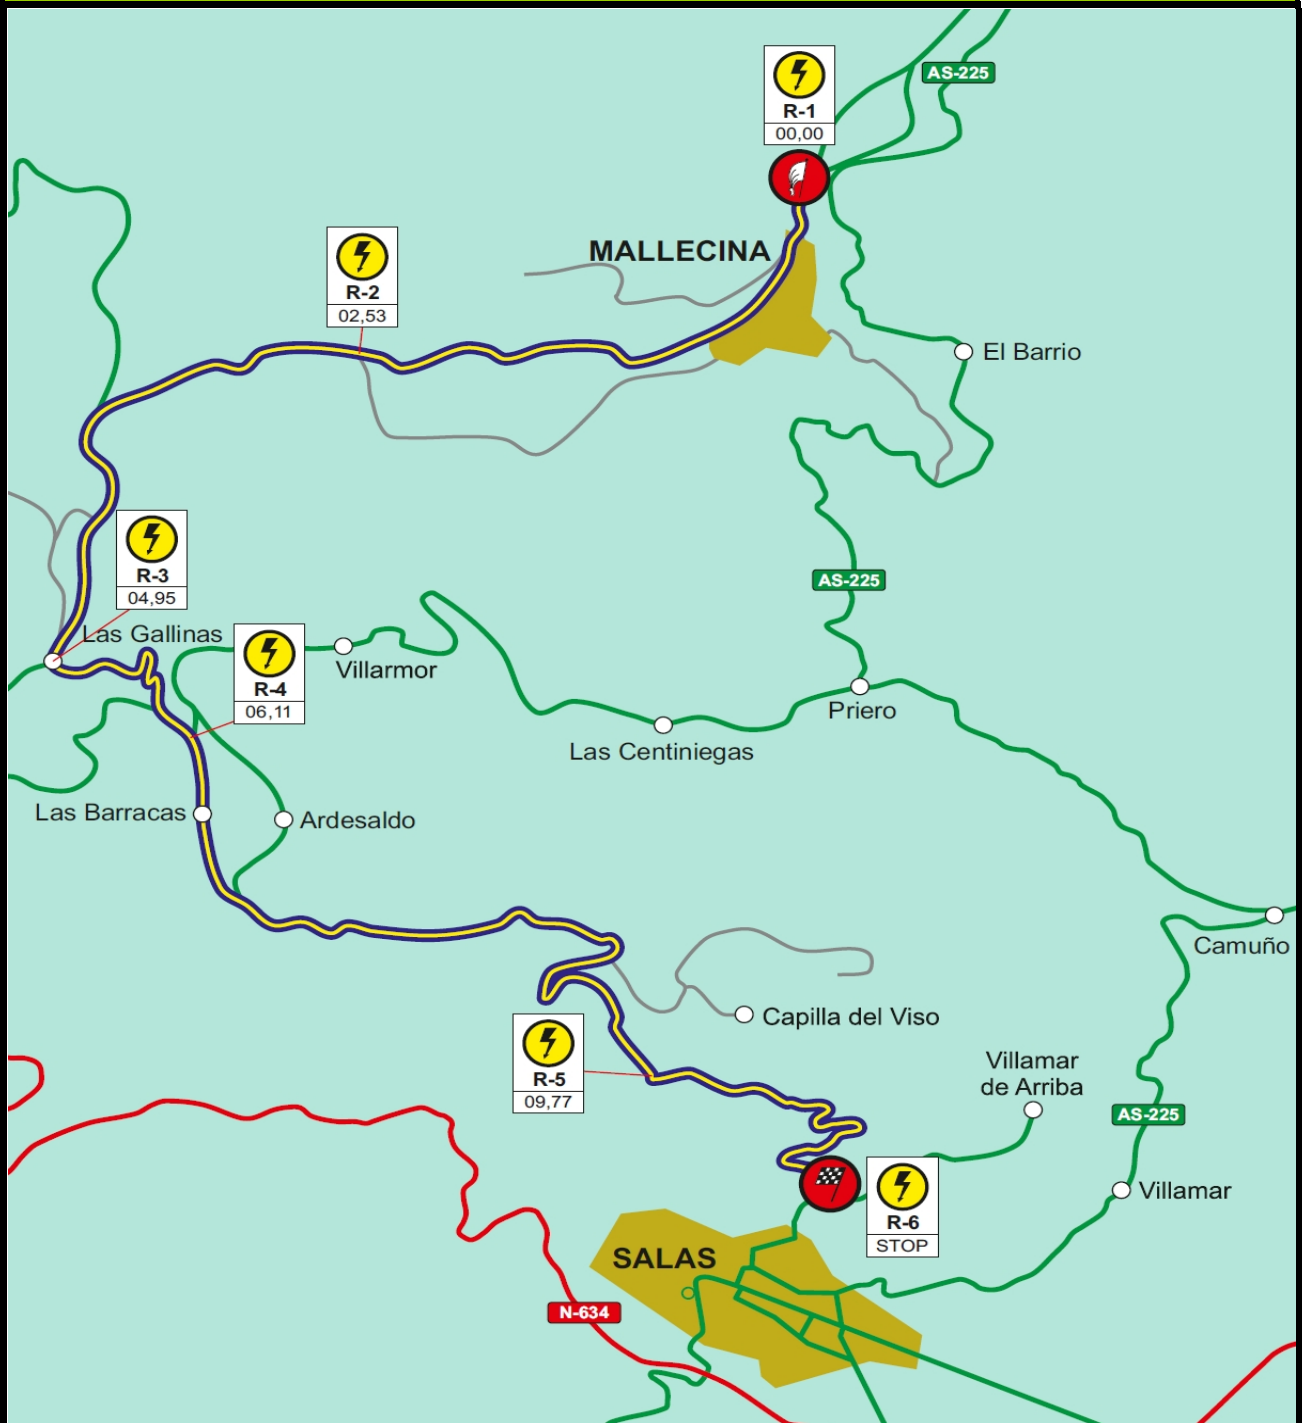 AS-225
R-1
00,00
MALLECINA
R-2
02,53
El Barrio
R-3
04,95
AS-225
Las Gallinas
R-4
06,11
Villarmor
Priero
Las Centiniegas
Las Barracas
Ardesaldo
Camuño
Capilla del Viso
R-5
09,77
Villamar
de Arriba
AS-225
Villamar
R-6
STOP
SALAS
N-634